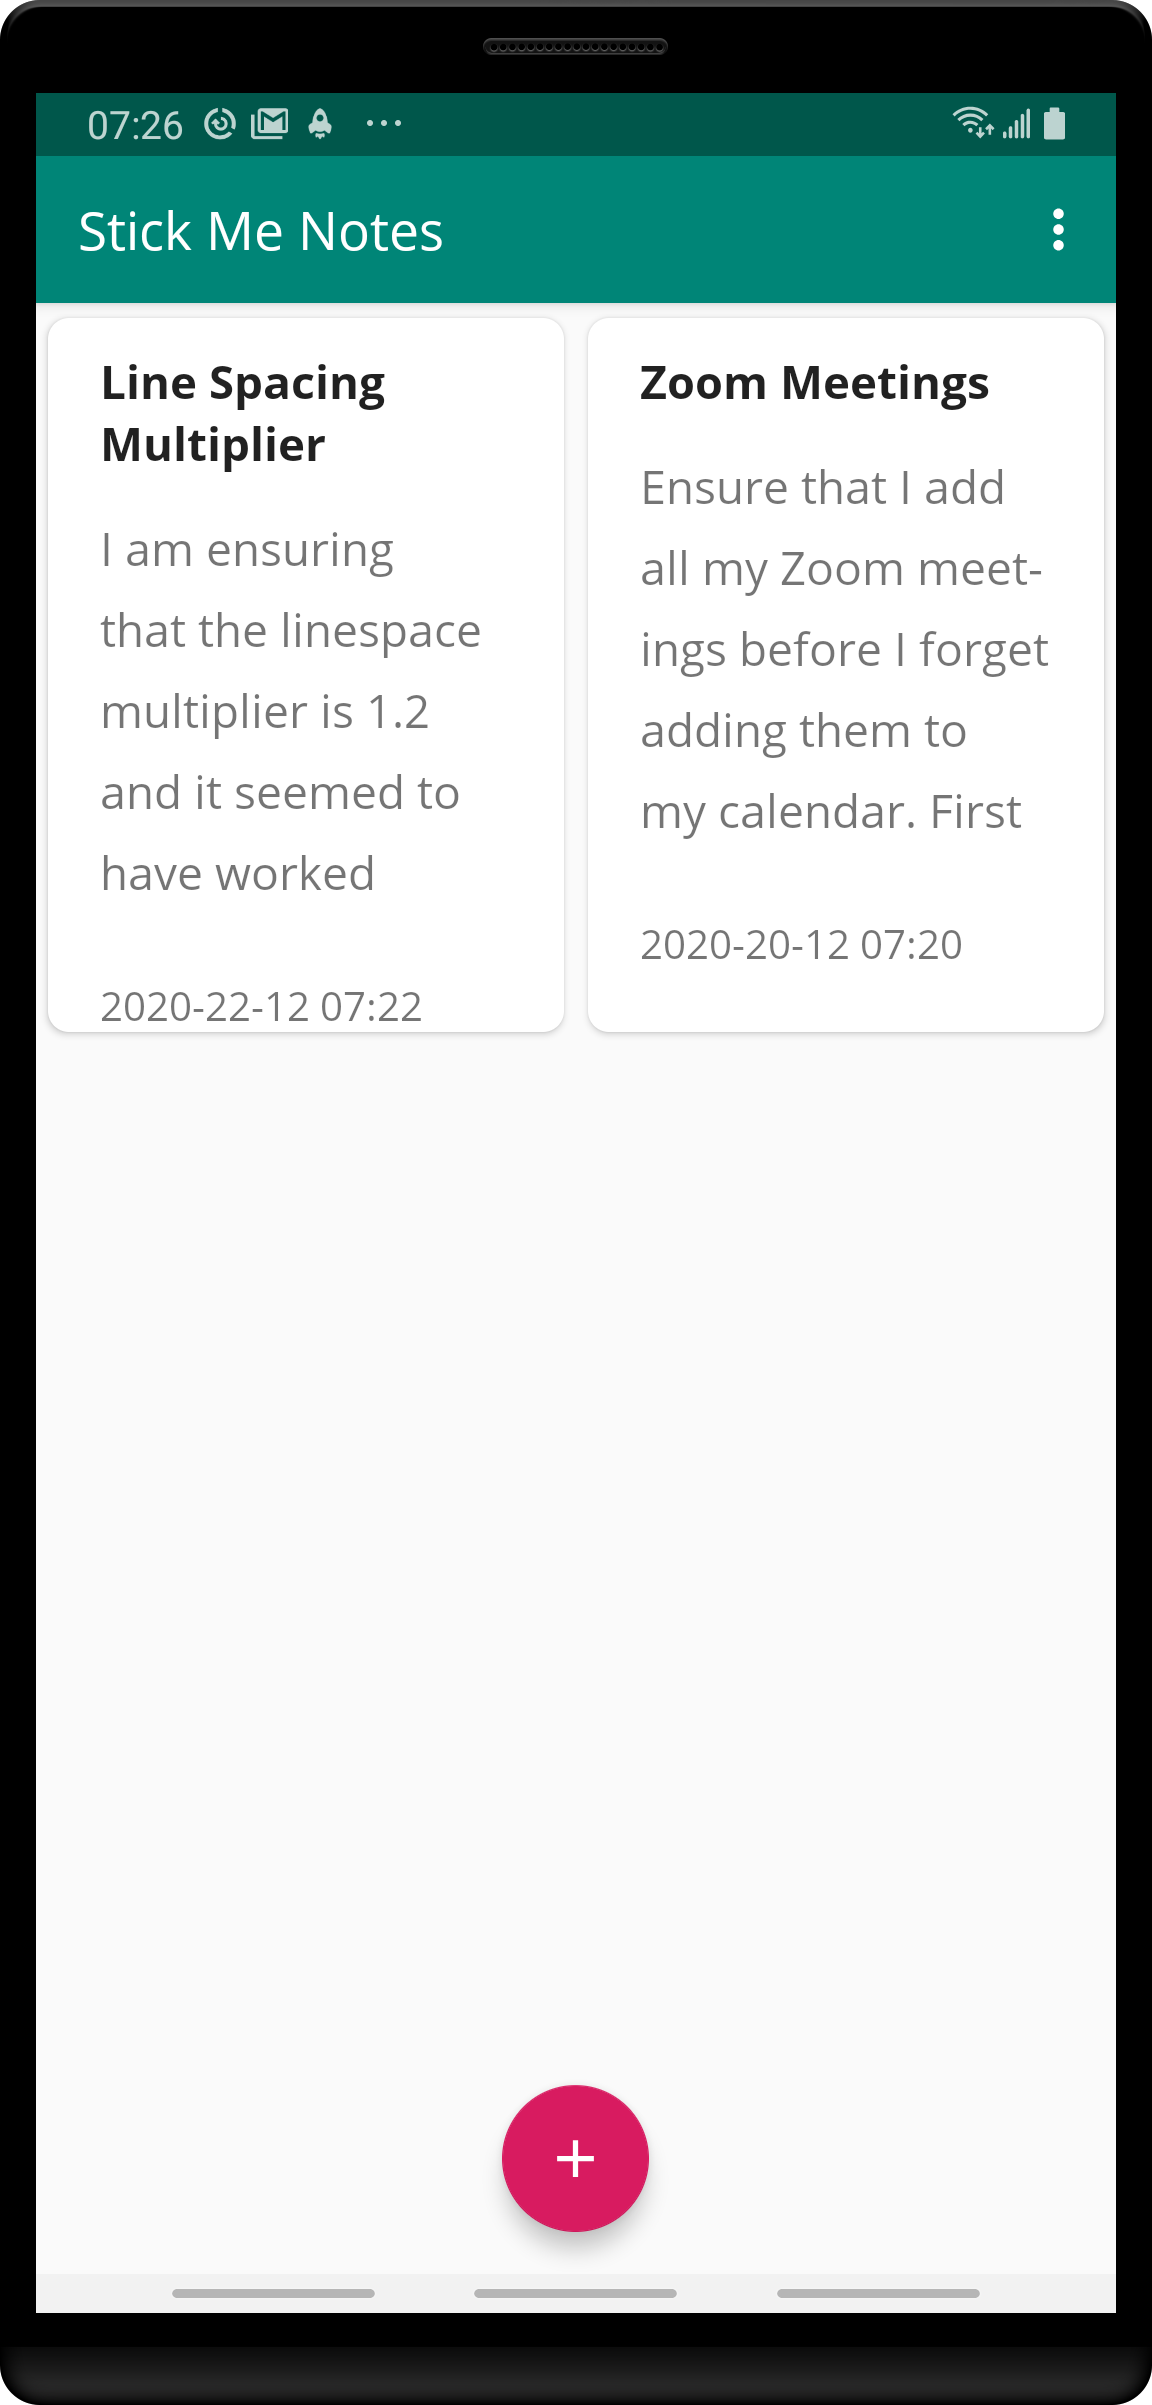 07:26
Stick Me Notes
Line Spacing
Multiplier
I am ensuring
that the linespace
multiplier is 1.2
and it seemed to
have worked
2020-22-12 07:22
Zoom Meetings
Ensure that I add
all my Zoom meet-
ings before I forget
adding them to
my calendar. First
2020-20-12 07:20